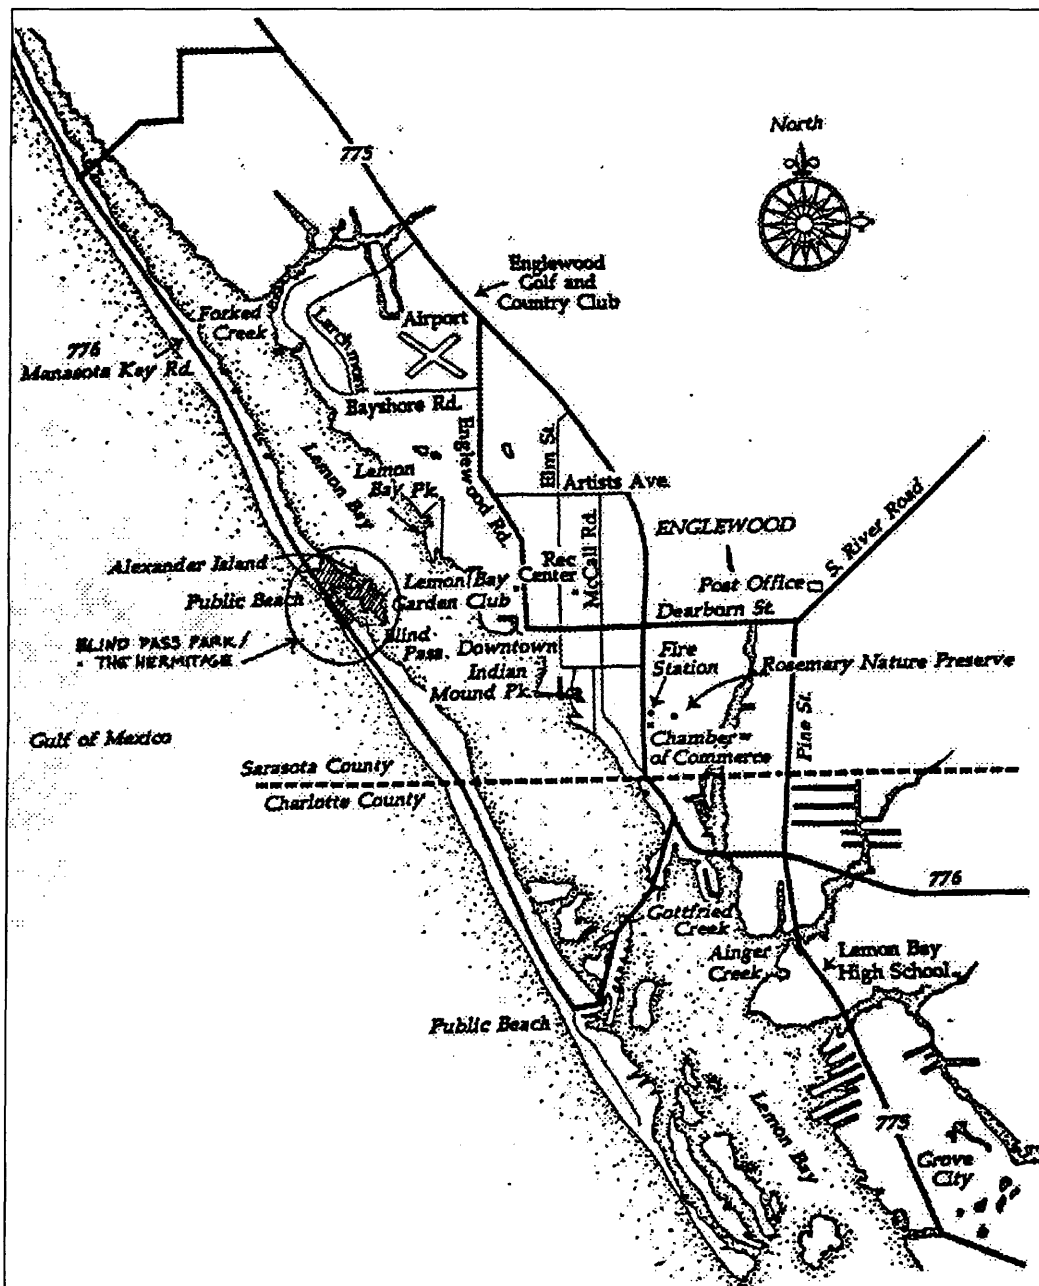 North
775
Englewood
Golf and
Country Club
Forked
Creek
Airport
Larchmont
776
Manasota Key Rd.
Bayshore Rd.
Englewood Rd.
Elm St.
Lemon Bay
Lemon
Bay Pk.
Artists Ave.
McCall Rd.
ENGLEWOOD
S. River Road
Alexander Island
Rec
Center
Post Office
Lemon Bay
Garden Club
Public Beach
Dearborn St.
BLIND PASS PARK/
THE HERMITAGE
Blind
Pass
Downtown
Fire
Station
Rosemary Nature Preserve
Indian
Mound Pk.
Pine St.
Gulf of Mexico
Chamber
of Commerce
Sarasota County
Charlotte County
776
Gottfried
Creek
Ainger
Creek
Lemon Bay
High School
Public Beach
Lemon Bay
775
Grove
City